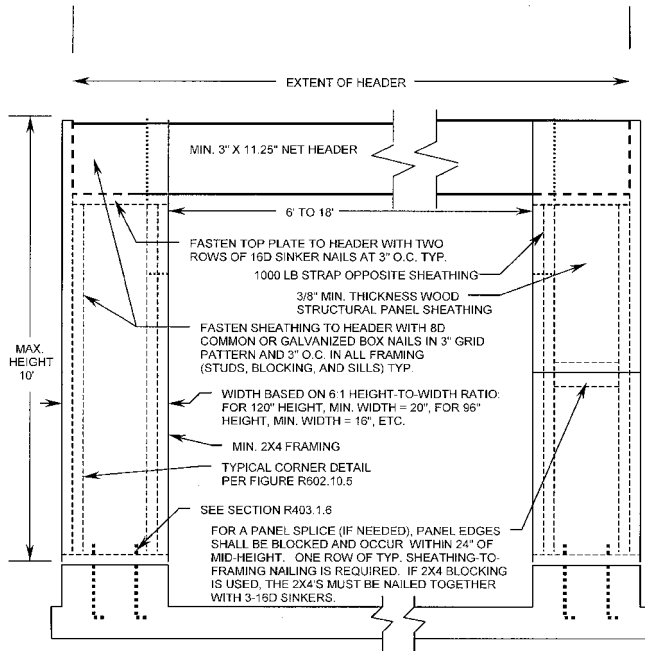 EXTENT OF HEADER
MIN. 3" X 11.25" NET HEADER
6' TO 18'
FASTEN TOP PLATE TO HEADER WITH TWO
ROWS OF 16D SINKER NAILS AT 3" O.C. TYP.
1000 LB STRAP OPPOSITE SHEATHING
3/8" MIN. THICKNESS WOOD
STRUCTURAL PANEL SHEATHING
FASTEN SHEATHING TO HEADER WITH 8D
COMMON OR GALVANIZED BOX NAILS IN 3" GRID
PATTERN AND 3" O.C. IN ALL FRAMING
(STUDS, BLOCKING, AND SILLS) TYP.
MAX.
HEIGHT
10'
WIDTH BASED ON 6:1 HEIGHT-TO-WIDTH RATIO:
FOR 120" HEIGHT, MIN. WIDTH = 20", FOR 96"
HEIGHT, MIN. WIDTH = 16", ETC.
MIN. 2X4 FRAMING
TYPICAL CORNER DETAIL
PER FIGURE R602.10.5
SEE SECTION R403.1.6
FOR A PANEL SPLICE (IF NEEDED), PANEL EDGES
SHALL BE BLOCKED AND OCCUR WITHIN 24" OF
MID-HEIGHT. ONE ROW OF TYP. SHEATHING-TO-
FRAMING NAILING IS REQUIRED. IF 2X4 BLOCKING
IS USED, THE 2X4'S MUST BE NAILED TOGETHER
WITH 3-16D SINKERS.